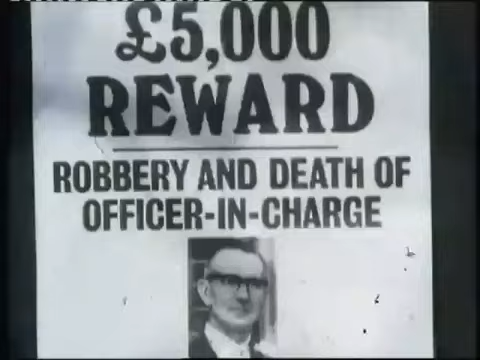 £5,000
REWARD
ROBBERY AND DEATH OF
OFFICER-IN-CHARGE